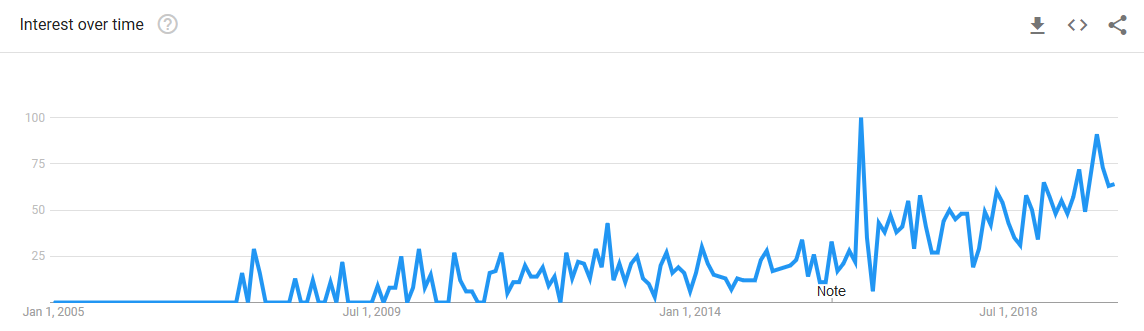 Interest over time
100
75
50
25
Note
Jan 1, 2005 Jul 1, 2009 Jan 1, 2014 Jul 1, 2018